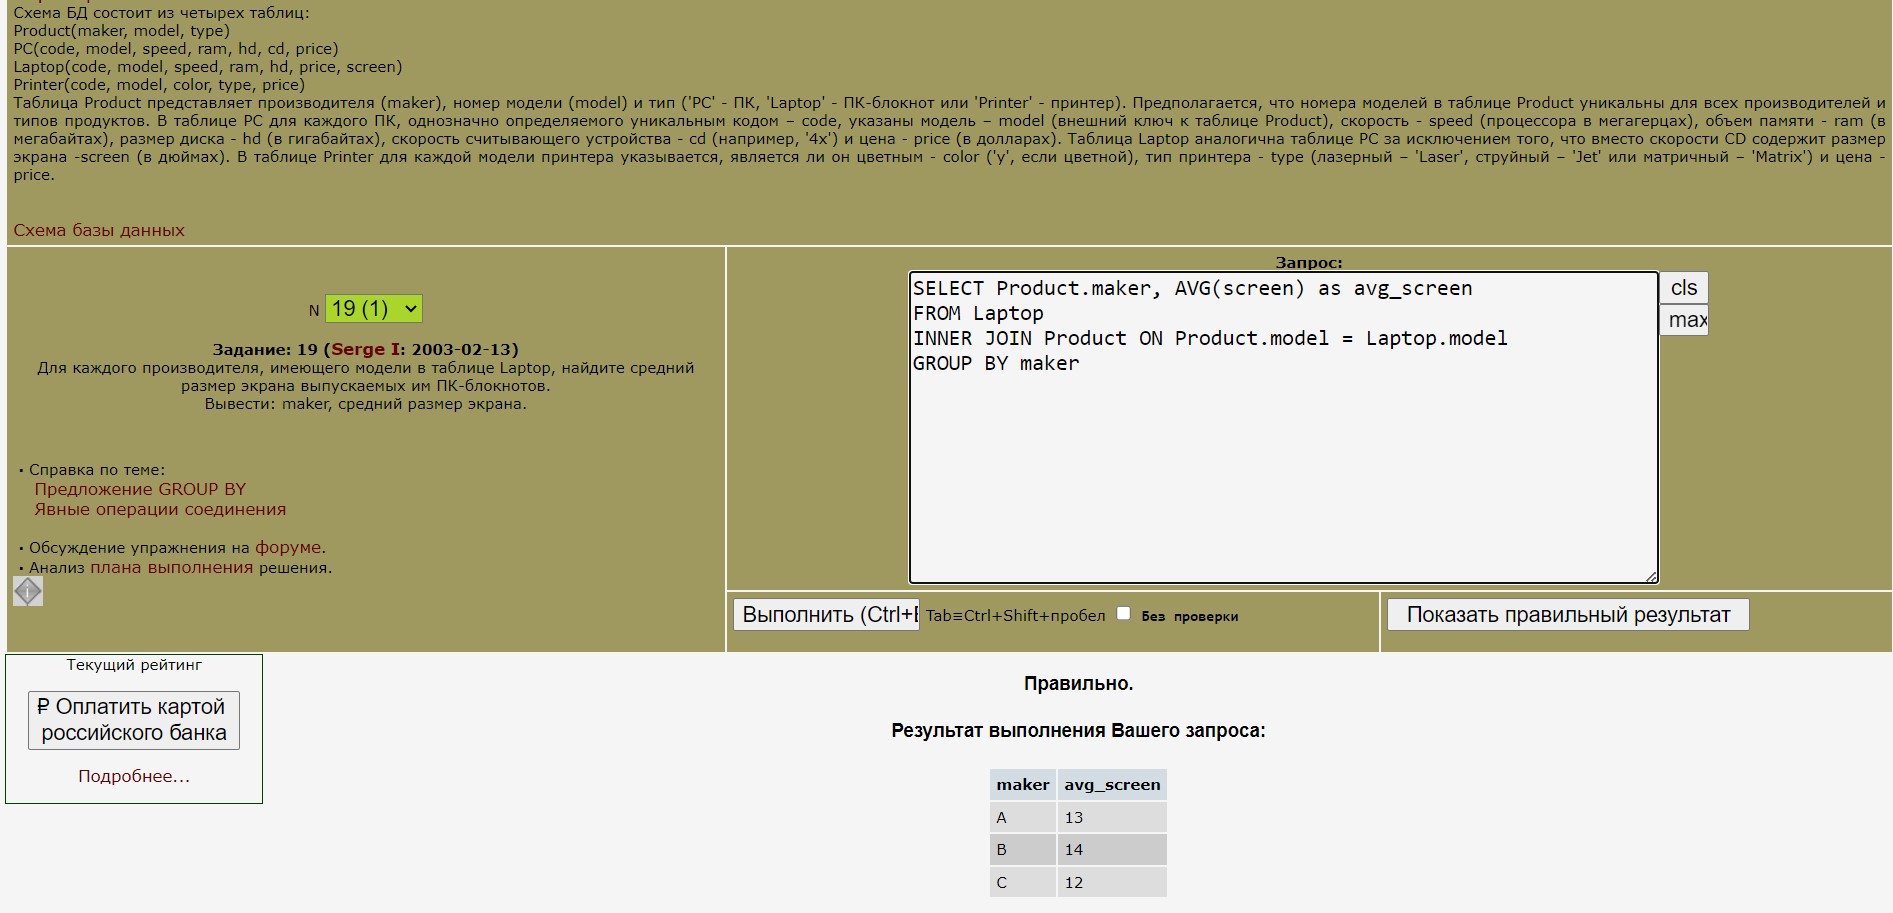 Схема БД состоит из четырех таблиц:
Product(maker, model, type)
PC(code, model, speed, ram, hd, cd, price)
Laptop(code, model, speed, ram, hd, price, screen)
Printer(code, model, color, type, price)
Таблица Product представляет производителя (maker), номер модели (model) и тип ('PC' - ПК, 'Laptop' - ПК-блокнот или 'Printer' - принтер). Предполагается, что номера моделей в таблице Product уникальны для всех производителей и
типов продуктов. В таблице PC для каждого ПК, однозначно определяемого уникальным кодом – code, указаны модель – model (внешний ключ к таблице Product), скорость - speed (процессора в мегагерцах), объем памяти - ram (в
мегабайтах), размер диска - hd (в гигабайтах), скорость считывающего устройства - cd (например, '4x') и цена - price (в долларах). Таблица Laptop аналогична таблице PC за исключением того, что вместо скорости CD содержит размер
экрана -screen (в дюймах). В таблице Printer для каждой модели принтера указывается, является ли он цветным - color ('y', если цветной), тип принтера - type (лазерный – 'Laser', струйный – 'Jet' или матричный – 'Matrix') и цена -
price.
Схема базы данных
N 19 (1)
Задание: 19 (Serge I: 2003-02-13)
Для каждого производителя, имеющего модели в таблице Laptop, найдите средний
размер экрана выпускаемых им ПК-блокнотов.
Вывести: maker, средний размер экрана.
• Справка по теме:
Предложение GROUP BY
Явные операции соединения
• Обсуждение упражнения на форуме.
• Анализ плана выполнения решения.
Запрос:
SELECT Product.maker, AVG(screen) as avg_screen
FROM Laptop
INNER JOIN Product ON Product.model = Laptop.model
GROUP BY maker
cls
max
Выполнить (Ctrl+E Tab≡Ctrl+Shift+пробел Без проверки
Показать правильный результат
Текущий рейтинг
₽ Оплатить картой
российского банка
Подробнее...
Правильно.
Результат выполнения Вашего запроса:
maker avg_screen
A 13
B 14
C 12